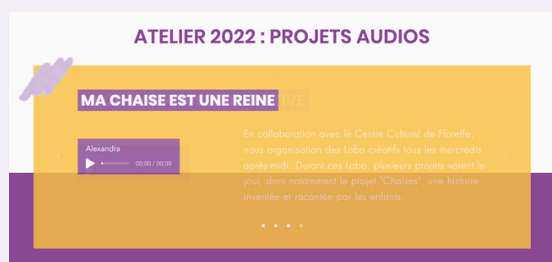 ATELIER 2022 : PROJETS AUDIOS
MA CHAISE EST UNE REINE
Alexandra
00:00 / 00:09
En collaboration avec le Centre Culturel de Floreffe,
nous organisation des Labo créatifs tous les mercredis
après-midi. Durant ces Labo, plusieurs projets voient le
jour, dont notamment le projet "Chaises", une histoire
inventée et racontée par les enfants.